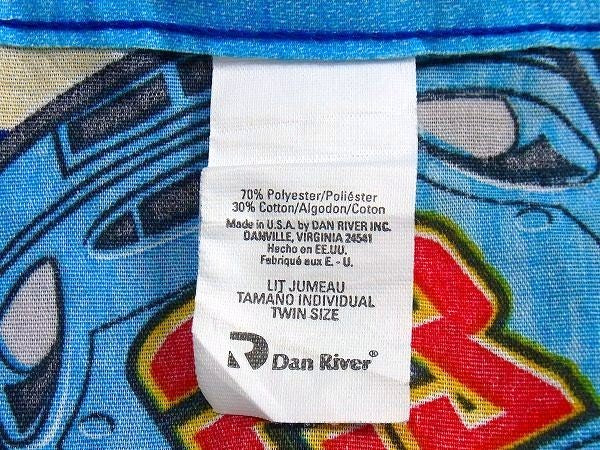 70% Polyester/Poliéster
30% Cotton/Algodon/Coton
Made in U.S.A. by DAN RIVER INC.
DANVILLE, VIRGINIA 24541
Hecho en EE.UU.
Fabriqué aux E. - U.
LIT JUMEAU
TAMAÑO INDIVIDUAL
TWIN SIZE
Dan River®